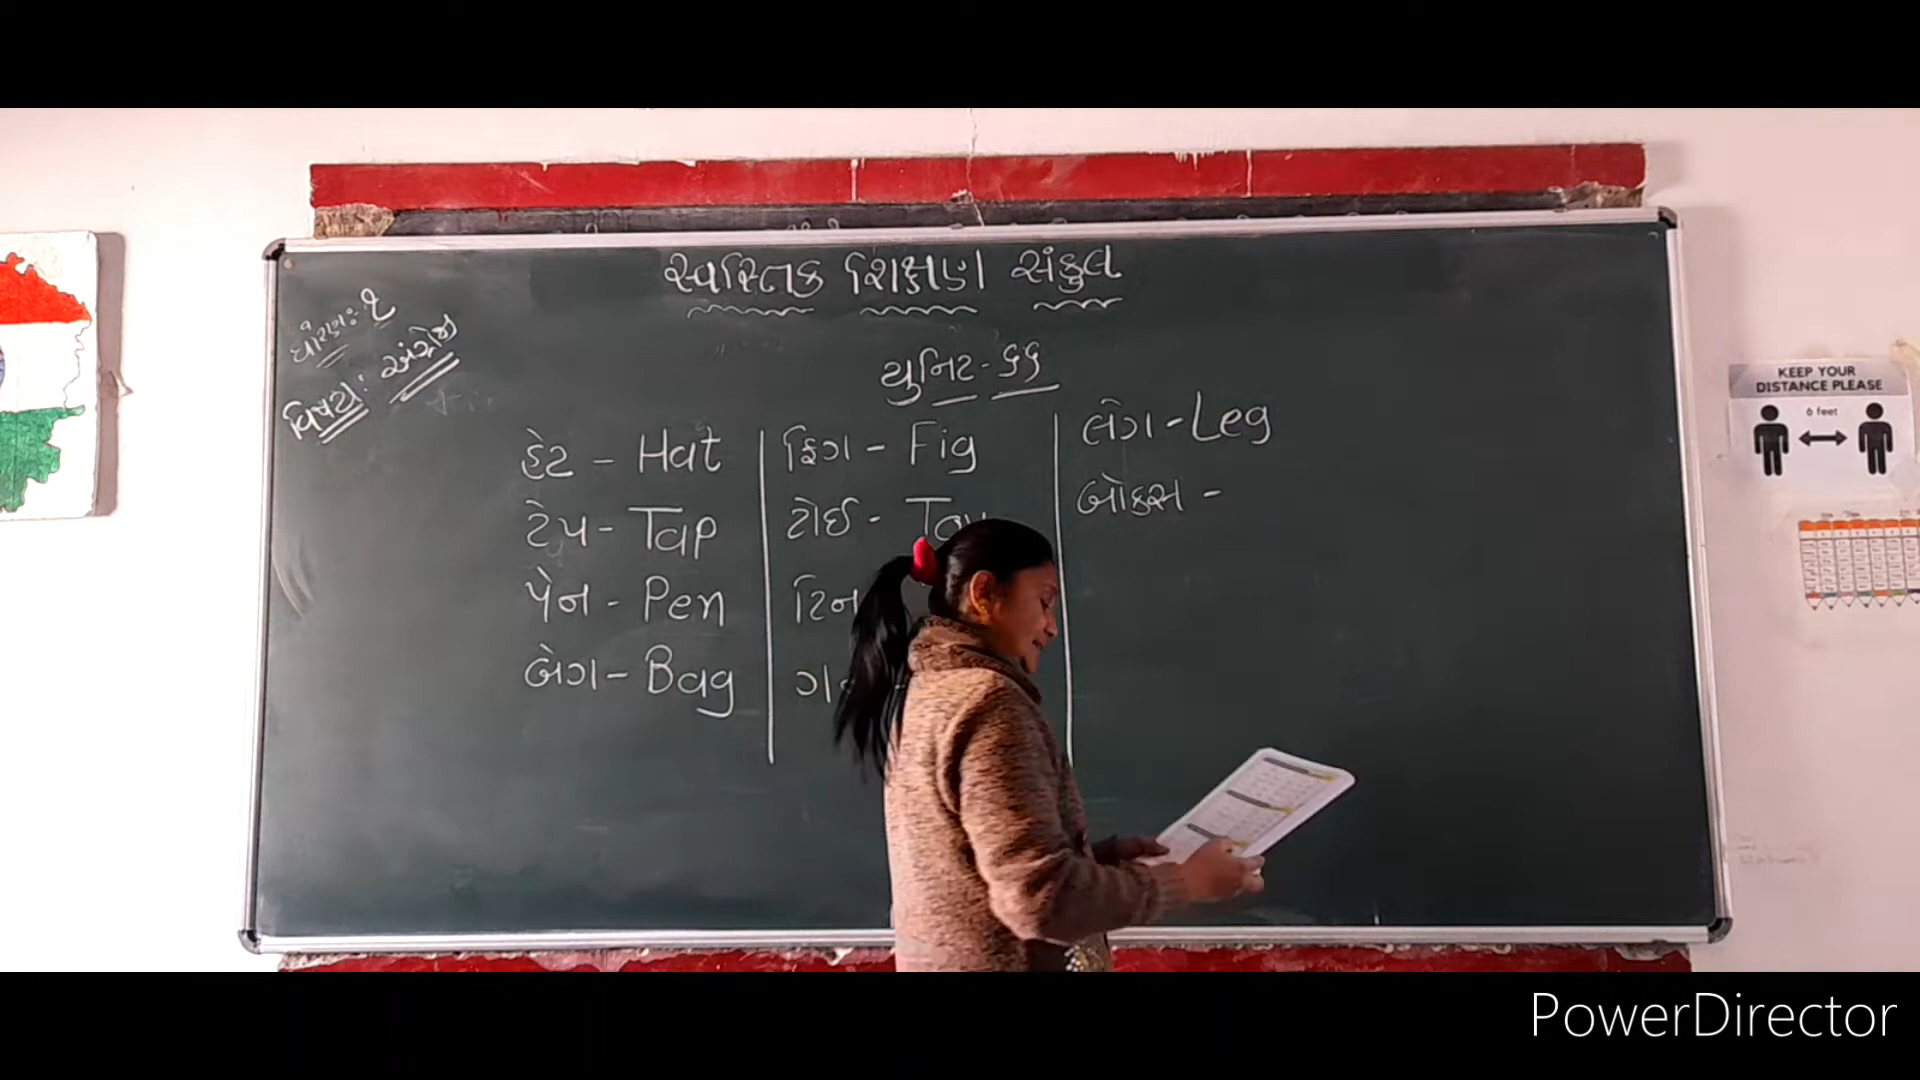 સ્વસ્તિક શિક્ષણ સંકુલ
ધોરણ: ૧
વિષય: અંગ્રેજી
યુનિટ-૬૬
હેટ - Hat
ટેપ - Tap
પેન - Pen
બેગ - Bag
ફિગ - Fig
ટોઈ - Toy
ટિન
લેગ - Leg
બોક્સ -
KEEP YOUR
DISTANCE PLEASE
6 feet
PowerDirector